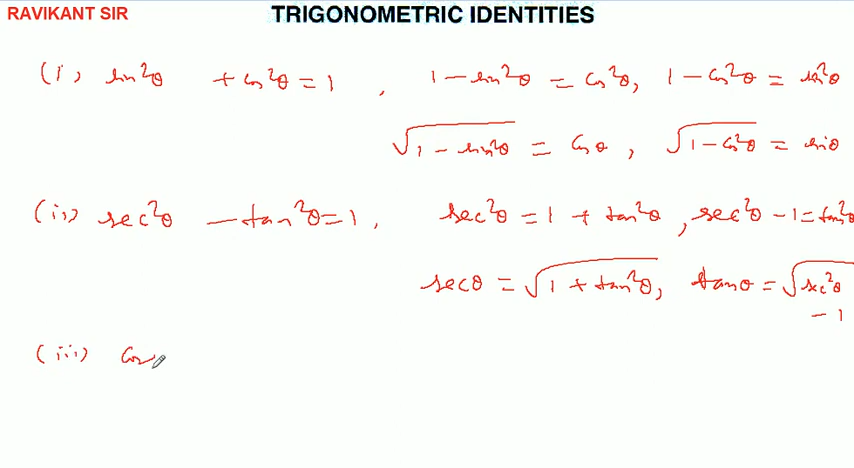 RAVIKANT SIR
TRIGONOMETRIC IDENTITIES
(i) sin²θ + cos²θ = 1 , 1 – sin²θ = cos²θ, 1 – cos²θ = sin²θ
√(1 – sin²θ) = cosθ , √(1 – cos²θ) = sinθ
(ii) sec²θ – tan²θ = 1 , sec²θ = 1 + tan²θ , sec²θ – 1 = tan²θ
secθ = √(1 + tan²θ), tanθ = √(sec²θ
– 1
(iii) cos